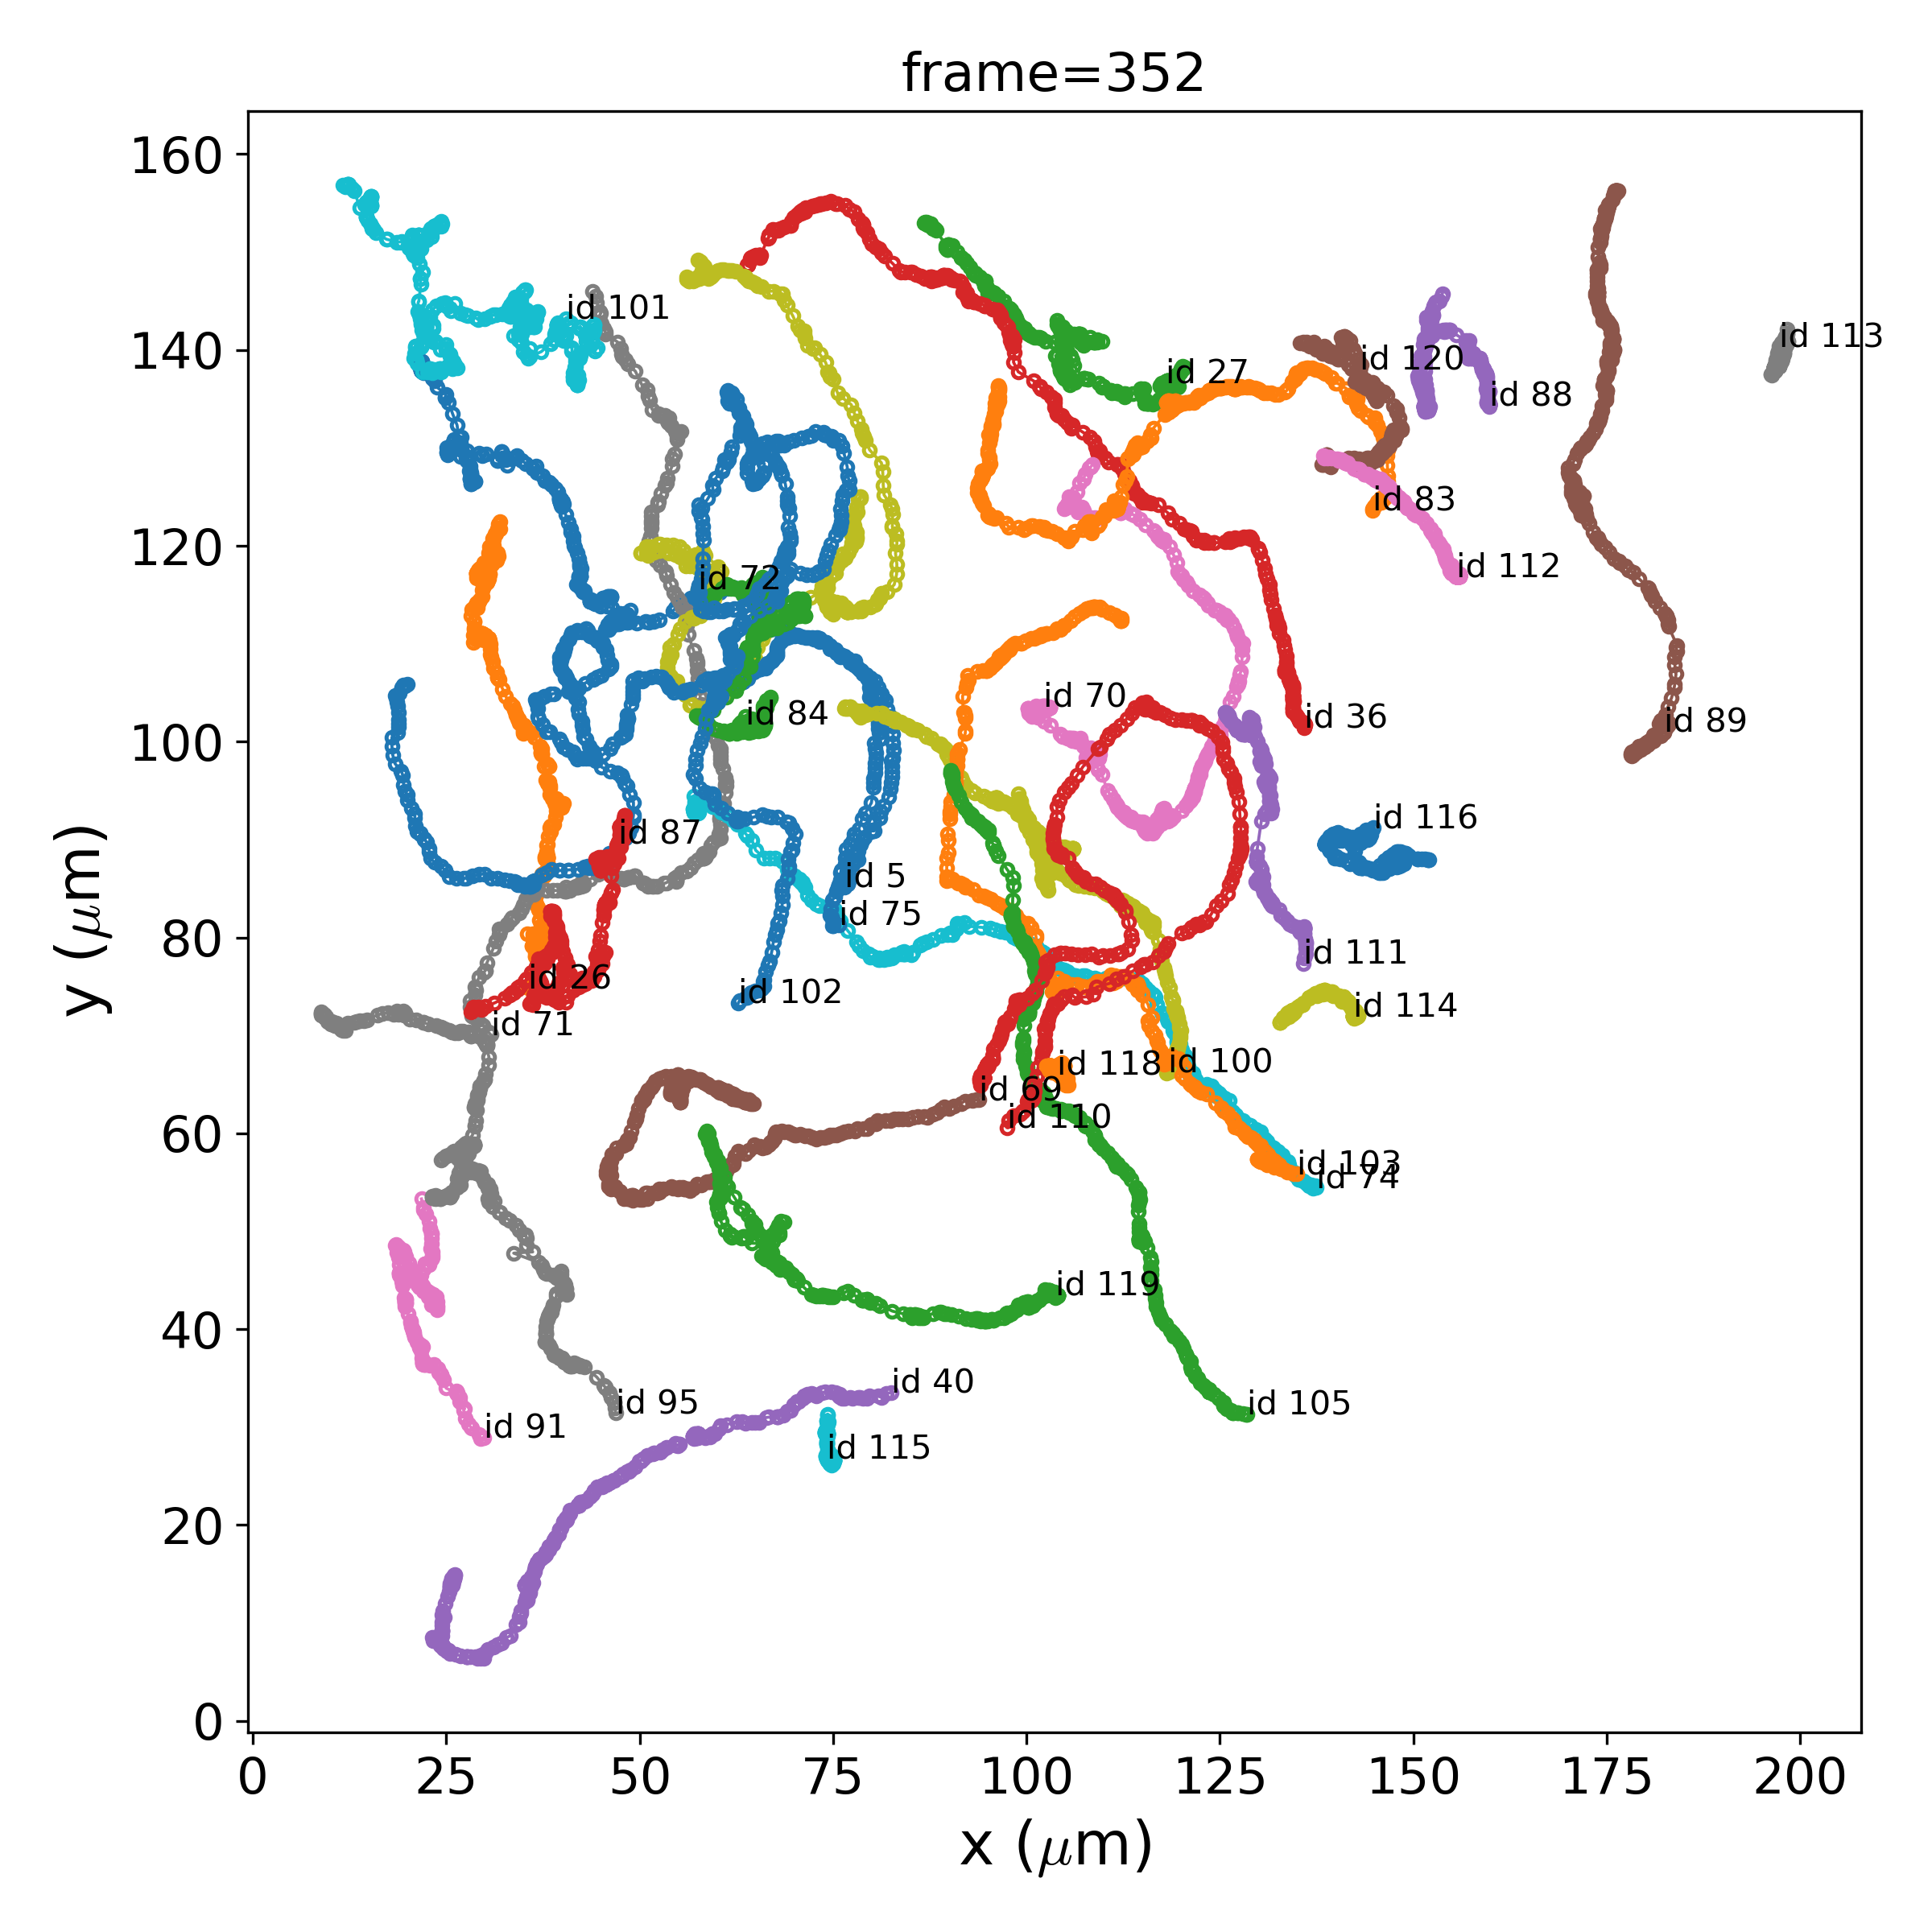 frame=352
160
140
120
100
80
60
40
20
0
y (μm)
id 101
id 113
id 120
id 27
id 88
id 83
id 72
id 112
id 70
id 84
id 36
id 89
id 116
id 87
id 5
id 75
id 111
id 26
id 102
id 114
id 71
id 118
id 100
id 69
id 110
id 103
id 74
id 119
id 40
id 95
id 105
id 91
id 115
0 25 50 75 100 125 150 175 200
x (μm)